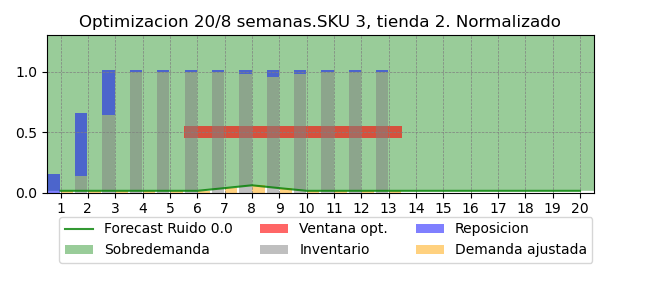 Optimizacion 20/8 semanas.SKU 3, tienda 2. Normalizado
1.0
0.5
0.0
1 2 3 4 5 6 7 8 9 10 11 12 13 14 15 16 17 18 19 20
Forecast Ruido 0.0 Ventana opt. Reposicion
Sobredemanda Inventario Demanda ajustada